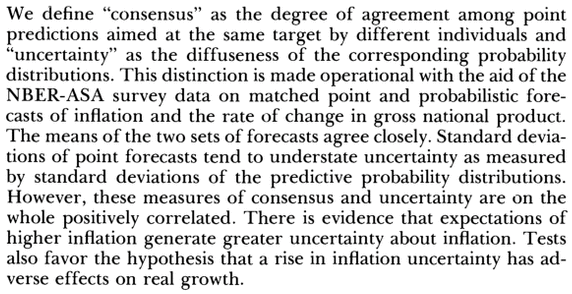 We define “consensus” as the degree of agreement among point
predictions aimed at the same target by different individuals and
“uncertainty” as the diffuseness of the corresponding probability
distributions. This distinction is made operational with the aid of the
NBER-ASA survey data on matched point and probabilistic fore-
casts of inflation and the rate of change in gross national product.
The means of the two sets of forecasts agree closely. Standard devia-
tions of point forecasts tend to understate uncertainty as measured
by standard deviations of the predictive probability distributions.
However, these measures of consensus and uncertainty are on the
whole positively correlated. There is evidence that expectations of
higher inflation generate greater uncertainty about inflation. Tests
also favor the hypothesis that a rise in inflation uncertainty has ad-
verse effects on real growth.